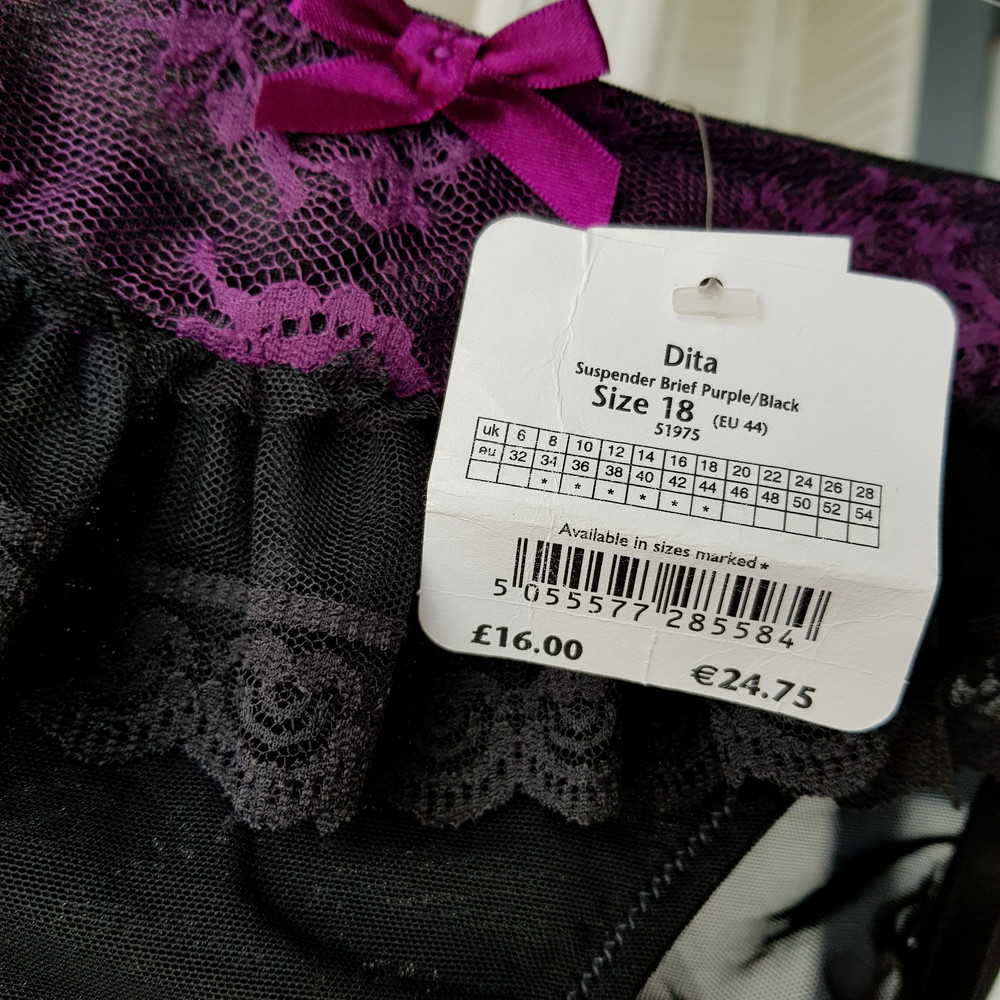 Dita
Suspender Brief Purple/Black
Size 18 (EU 44)
51975
uk 6 8 10 12 14 16 18 20 22 24 26 28
eu 32 34 36 38 40 42 44 46 48 50 52 54
* * * * * *
Available in sizes marked *
5 055577 285584
£16.00
€24.75